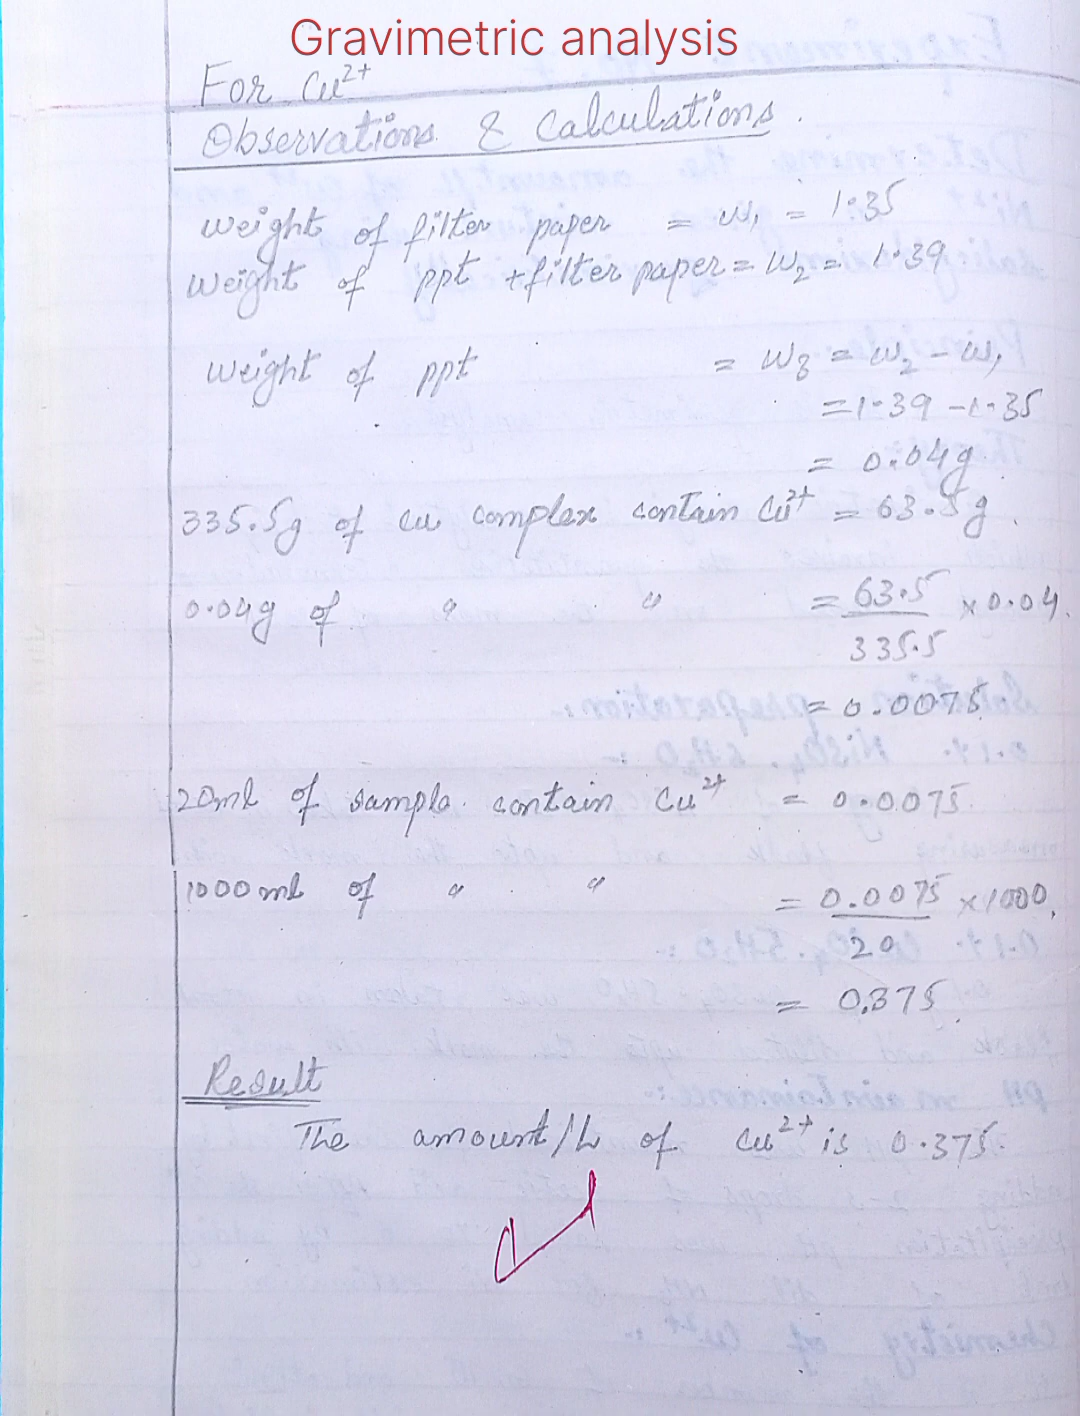 Gravimetric analysis
For Cu²⁺
Observations & Calculations.
weight of filter paper = w₁ = 1.35
weight of ppt + filter paper = w₂ = 1.39
weight of ppt = w₃ = w₂ - w₁
= 1.39 - 1.35
= 0.04g
335.5g of cu complex contain Cu²⁺ = 63.5g.
0.04g of " " = 63.5/335.5 × 0.04.
= 0.0075
20ml of sample. contain Cu²⁺ = 0.0075.
1000ml of " " = 0.0075/20 × 1000.
= 0.375
Result
The amount/L of Cu²⁺ is 0.375.